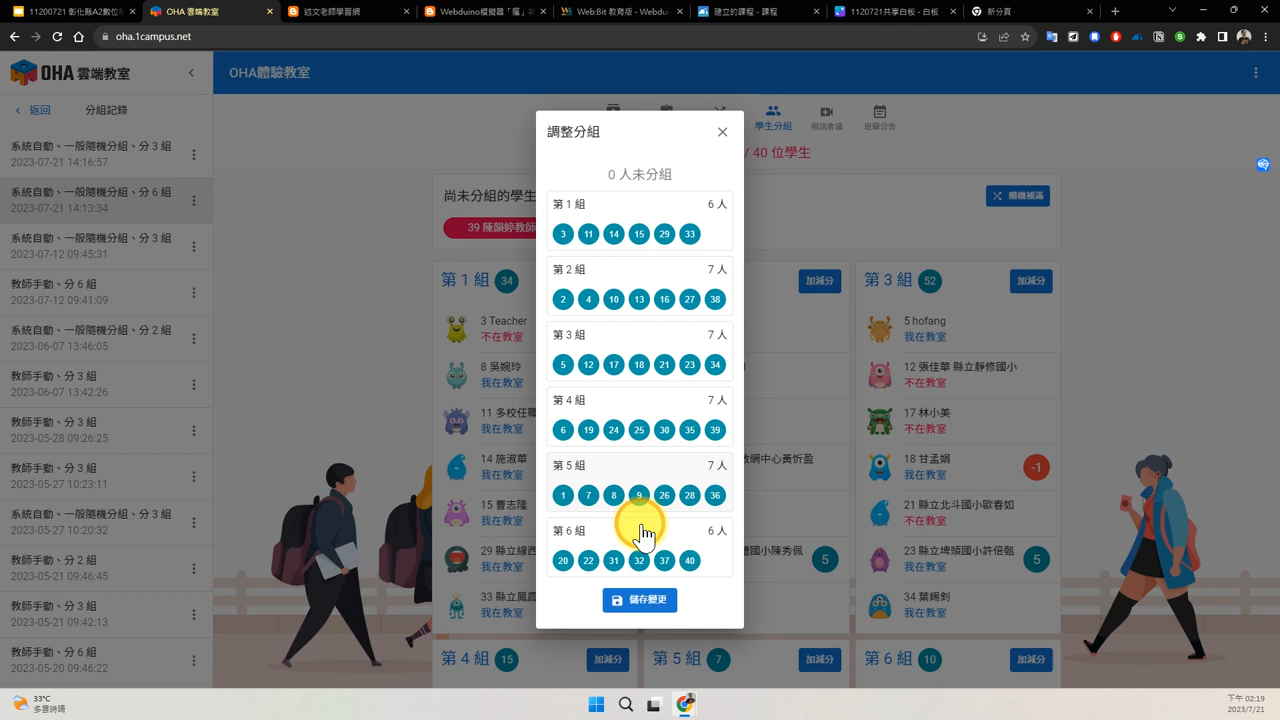 11200721 彰化縣A2數位
OHA 雲端教室
述文老師學習網
Webduino模擬器「瘋」
Web:Bit 教育版 - Webdu
建立的課程 - 課程
1120721共享白板 - 白板
新分頁
oha.1campus.net
OHA 雲端教室
OHA體驗教室
返回
分組記錄
系統自動、一般隨機分組、分 3 組
2023-07-21 14:16:57
系統自動、一般隨機分組、分 6 組
2023-07-21 14:13:34
系統自動、一般隨機分組、分 3 組
2023-07-12 09:45:31
教師手動、分 6 組
2023-07-12 09:41:09
系統自動、一般隨機分組、分 2 組
2023-06-07 13:46:05
教師手動、分 3 組
2023-06-07 13:42:26
教師手動、分 3 組
2023-05-28 09:26:25
教師手動、分 3 組
2023-05-27 10:23:11
系統自動、一般隨機分組、分 3 組
2023-05-27 10:20:32
教師手動、分 2 組
2023-05-21 09:46:45
教師手動、分 3 組
2023-05-21 09:42:13
教師手動、分 3 組
2023-05-20 09:46:22
學生分組
視訊會議
班級公告
/ 40 位學生
尚未分組的學生
隨機補滿
39 陳韻婷教師
第 1 組 34
3 Teacher
不在教室
8 吳婉玲
我在教室
11 多校任職
我在教室
14 施淑華
我在教室
15 曹志隆
我在教室
29 縣立線西
我在教室
33 縣立鳳
我在教室
調整分組
0 人未分組
第 1 組 6 人
3 11 14 15 29 33
第 2 組 7 人
2 4 10 13 16 27 38
第 3 組 7 人
5 12 17 18 21 23 34
第 4 組 7 人
6 19 24 25 30 35 39
第 5 組 7 人
1 7 8 9 26 28 36
第 6 組 6 人
20 22 31 32 37 40
儲存變更
加減分
網中心黃忻盈
國小陳秀佩
5
第 3 組 52
加減分
5 hofang
我在教室
12 張佳華 縣立靜修國小
不在教室
17 林小美
不在教室
18 甘孟娟
我在教室
-1
21 縣立北斗國小歐春如
不在教室
23 縣立埤頭國小許倍甄
我在教室
5
34 葉錫釗
我在教室
第 4 組 15
加減分
第 5 組 7
加減分
第 6 組 10
加減分
33°C
多雲時晴
下午 02:19
2023/7/21